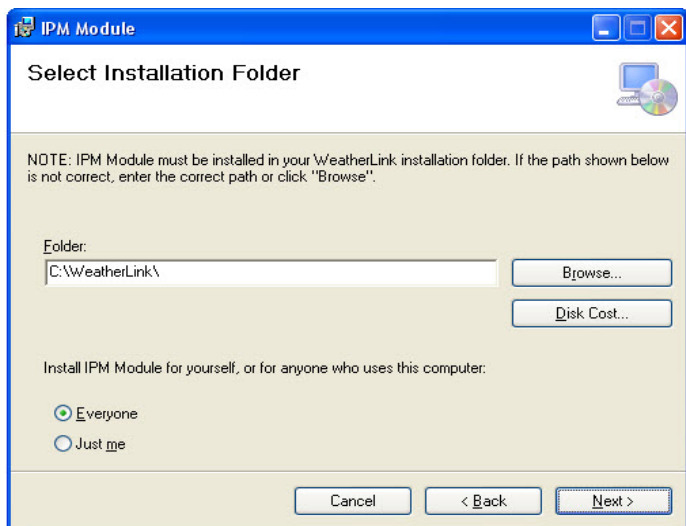 IPM Module
Select Installation Folder
NOTE: IPM Module must be installed in your WeatherLink installation folder. If the path shown below
is not correct, enter the correct path or click "Browse".
Folder:
C:\WeatherLink\
Browse...
Disk Cost...
Install IPM Module for yourself, or for anyone who uses this computer:
Everyone
Just me
Cancel
< Back
Next >